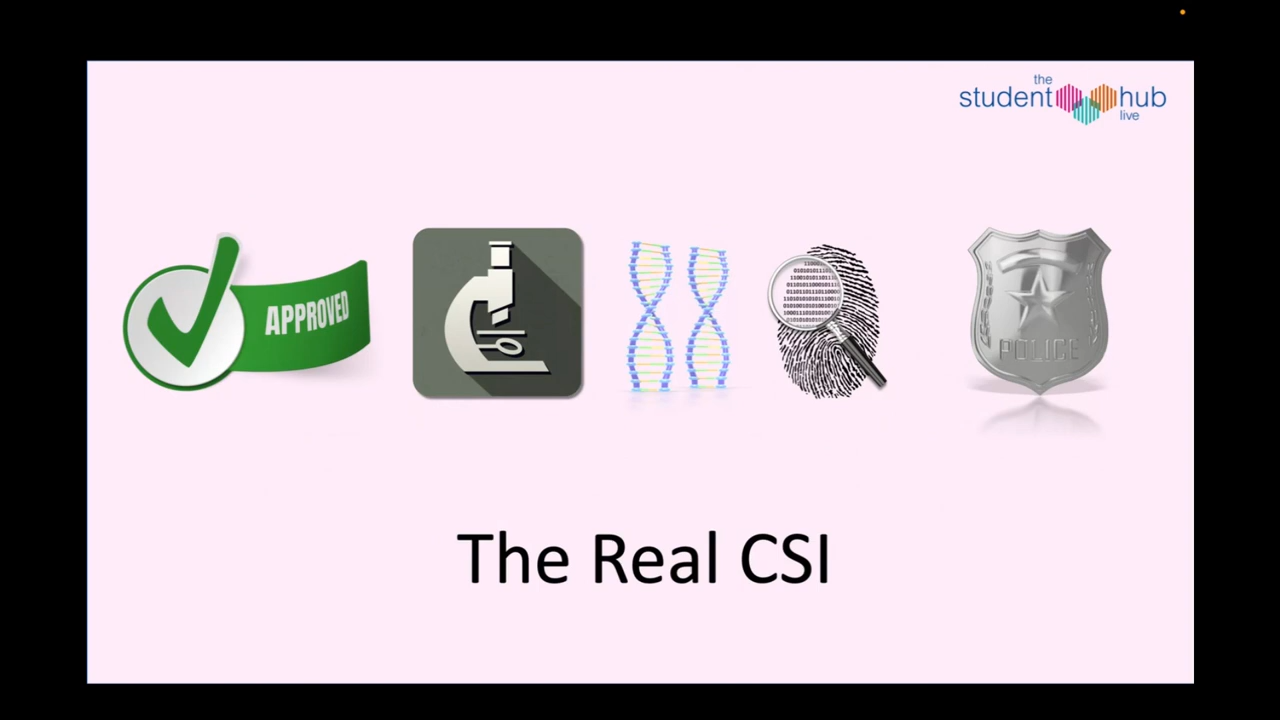 the
student hub
live
APPROVED
POLICE
The Real CSI